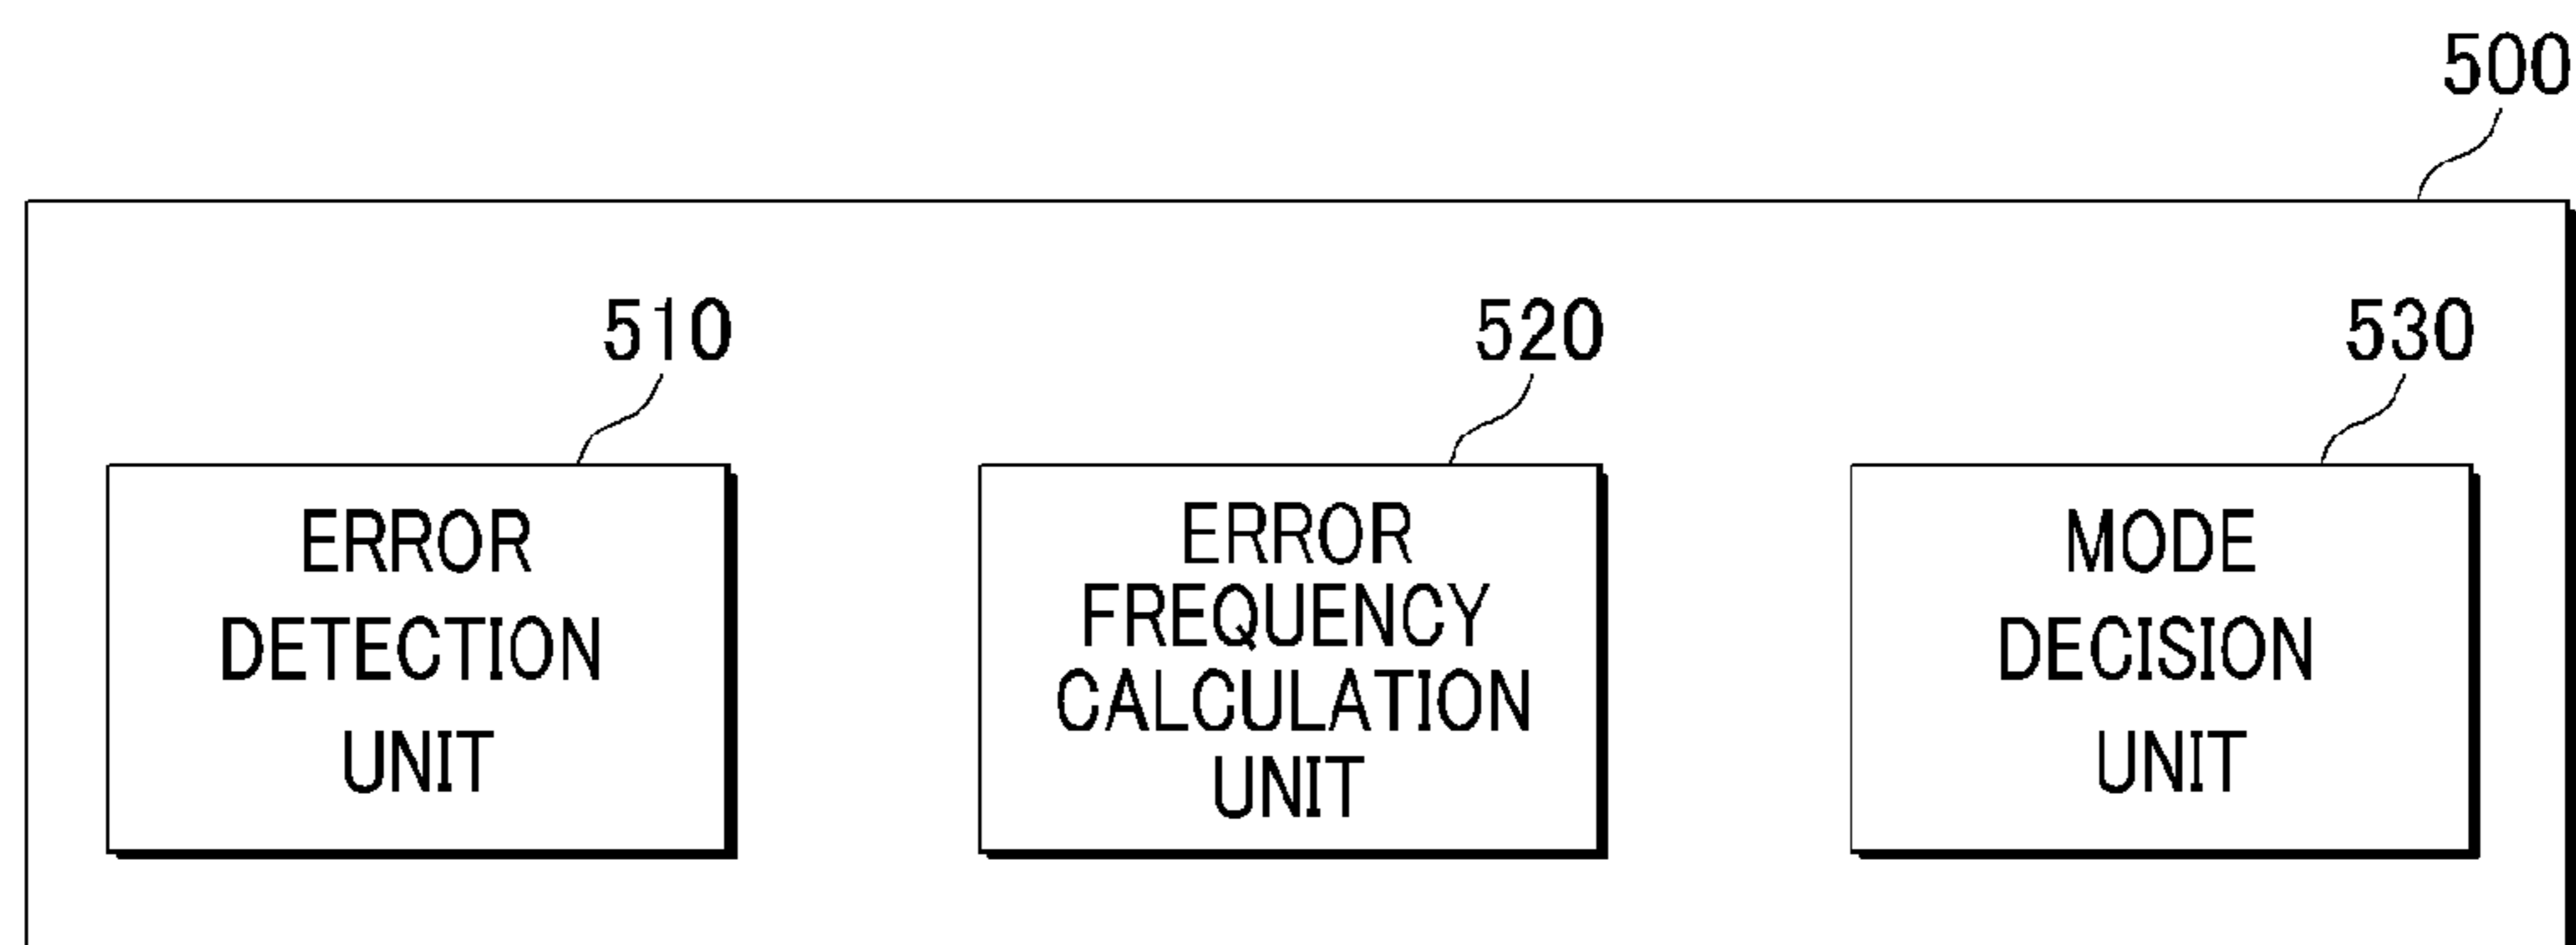 500
510
520
530
ERROR
DETECTION
UNIT
ERROR
FREQUENCY
CALCULATION
UNIT
MODE
DECISION
UNIT